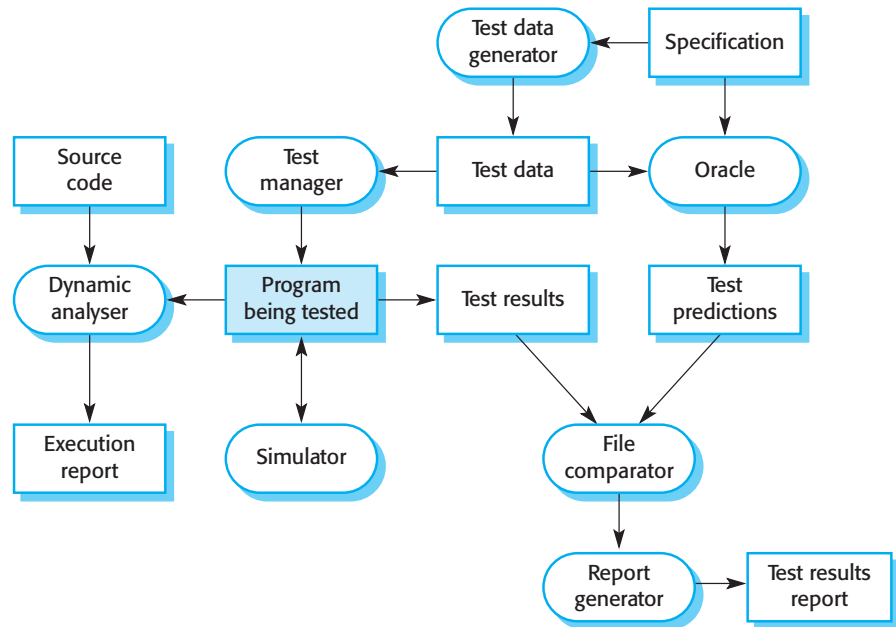 Test data
generator
Specification
Source
code
Test
manager
Test data
Oracle
Dynamic
analyser
Program
being tested
Test results
Test
predictions
Execution
report
Simulator
File
comparator
Report
generator
Test results
report